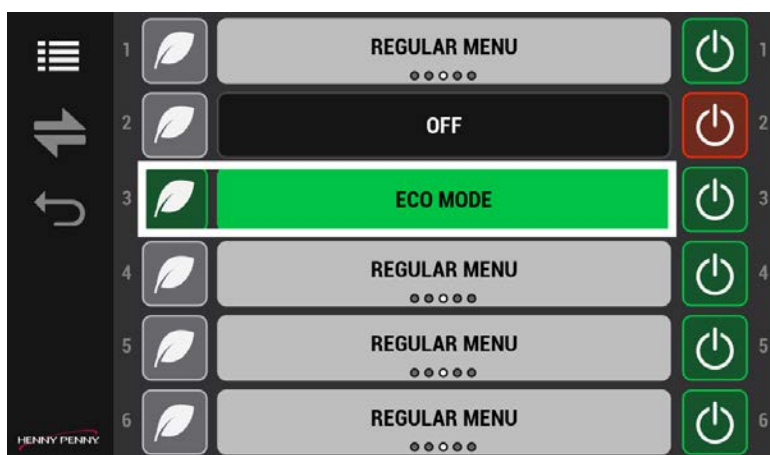 1 REGULAR MENU 1
2 OFF 2
3 ECO MODE 3
4 REGULAR MENU 4
5 REGULAR MENU 5
6 REGULAR MENU 6
HENNY PENNY